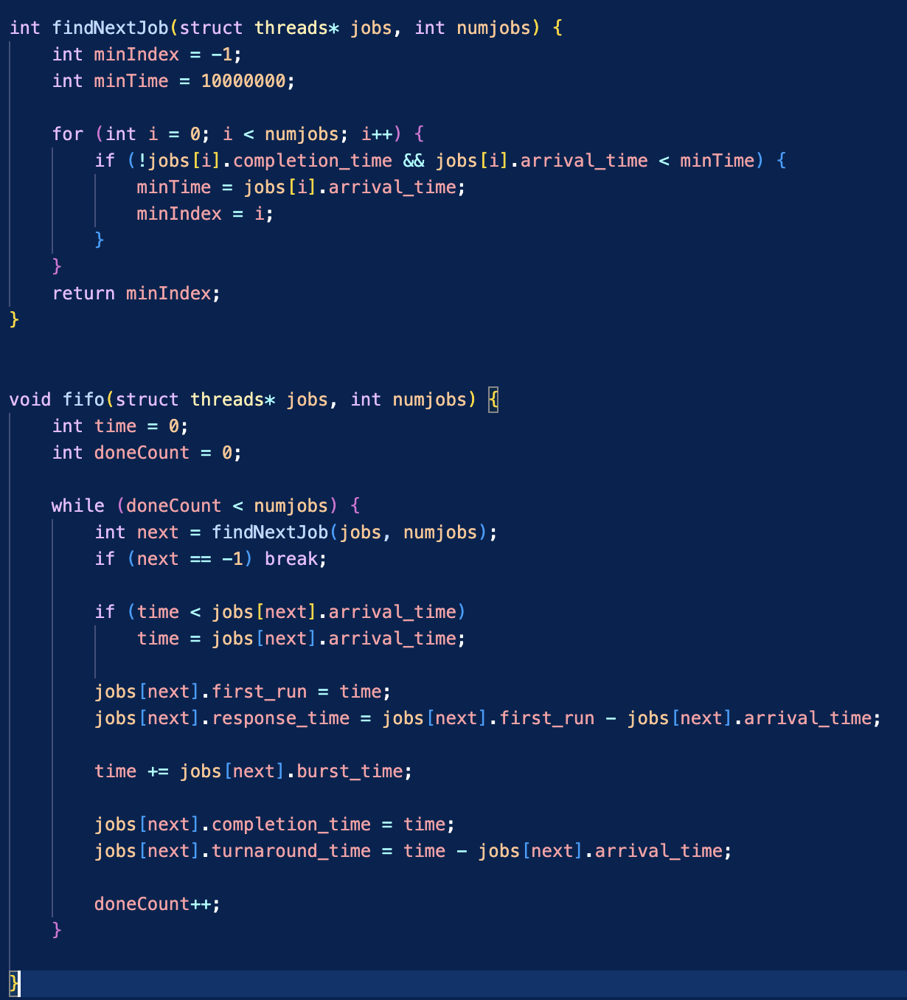 int findNextJob(struct threads* jobs, int numjobs) {
    int minIndex = -1;
    int minTime = 10000000;
    for (int i = 0; i < numjobs; i++) {
        if (!jobs[i].completion_time && jobs[i].arrival_time < minTime) {
            minTime = jobs[i].arrival_time;
            minIndex = i;
        }
    }
    return minIndex;
}
void fifo(struct threads* jobs, int numjobs) {
    int time = 0;
    int doneCount = 0;
    while (doneCount < numjobs) {
        int next = findNextJob(jobs, numjobs);
        if (next == -1) break;
        if (time < jobs[next].arrival_time)
            time = jobs[next].arrival_time;
        jobs[next].first_run = time;
        jobs[next].response_time = jobs[next].first_run - jobs[next].arrival_time;
        time += jobs[next].burst_time;
        jobs[next].completion_time = time;
        jobs[next].turnaround_time = time - jobs[next].arrival_time;
        doneCount++;
    }
}